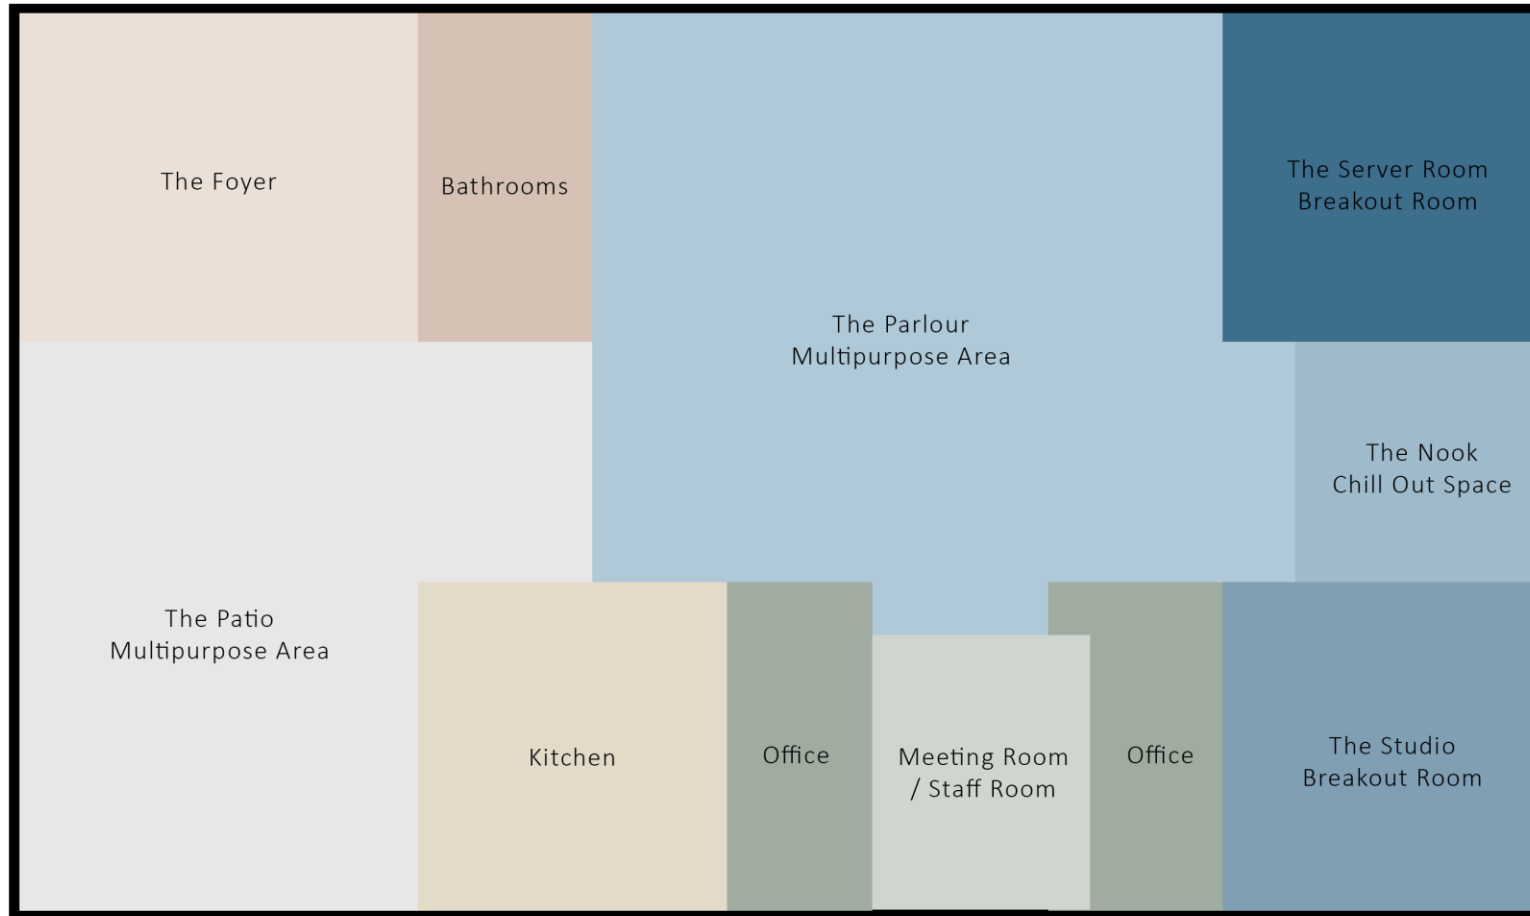 The Foyer
Bathrooms
The Server Room
Breakout Room
The Parlour
Multipurpose Area
The Nook
Chill Out Space
The Patio
Multipurpose Area
Kitchen
Office
Meeting Room
/ Staff Room
Office
The Studio
Breakout Room